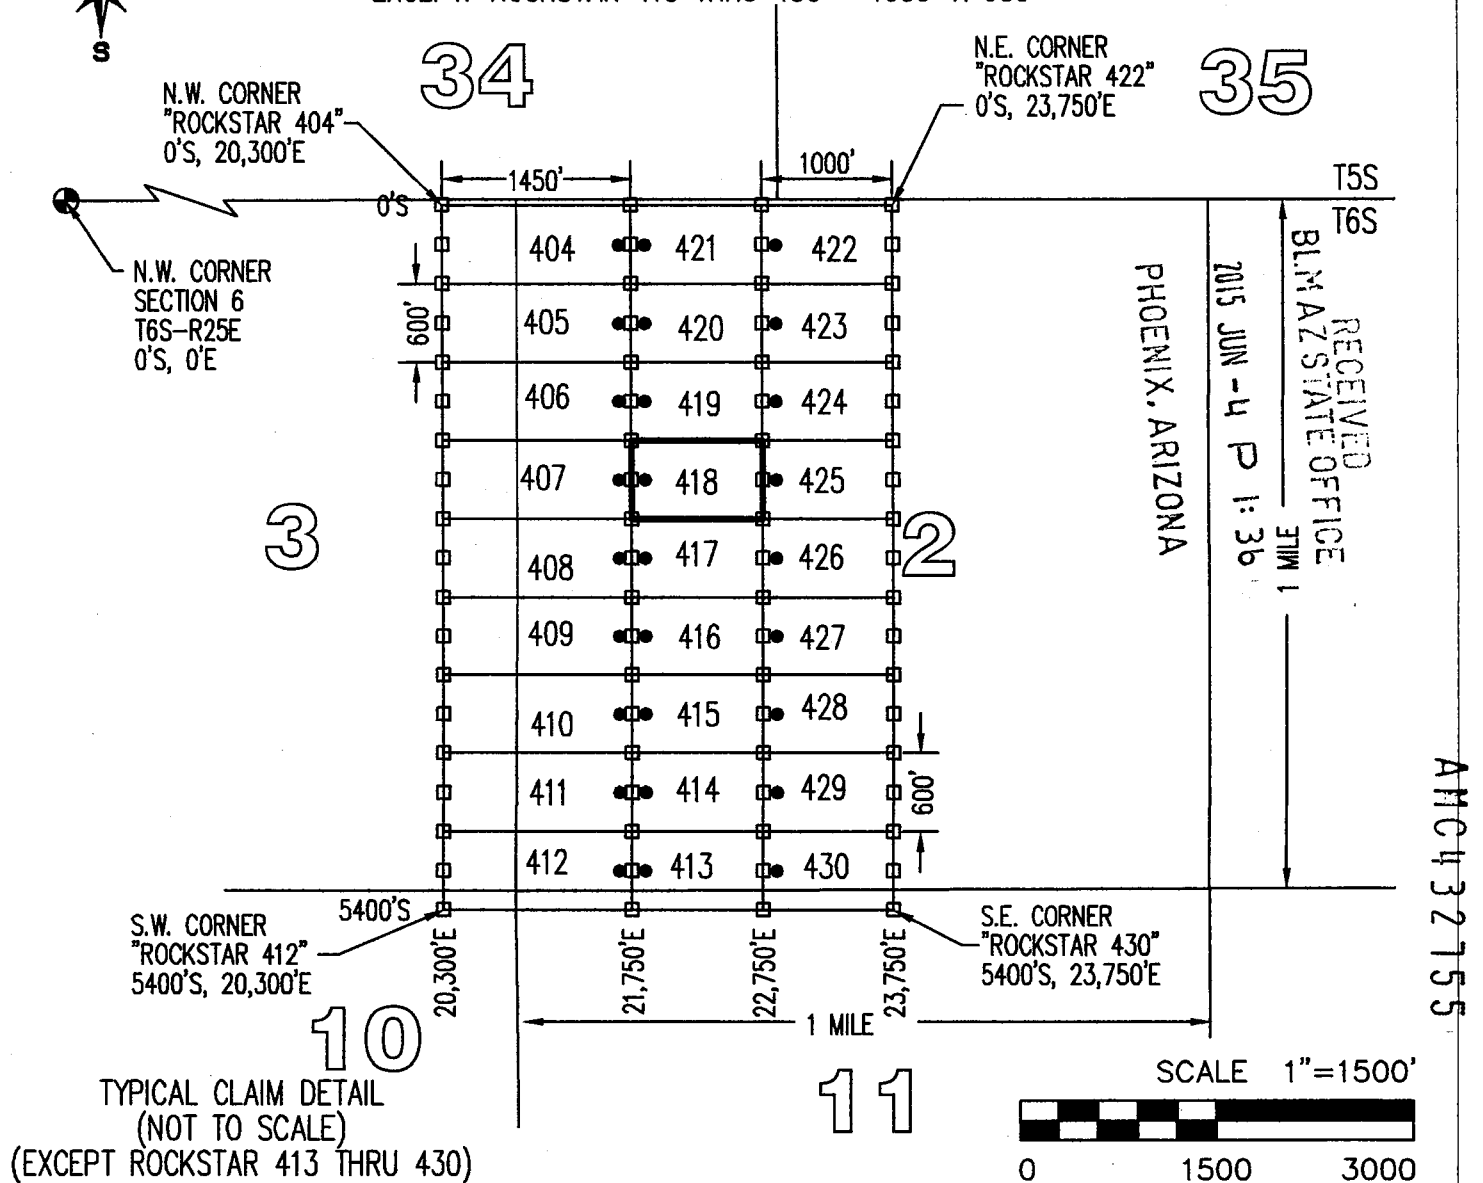 S
34
35
N.W. CORNER
"ROCKSTAR 404"
0'S, 20,300'E
N.E. CORNER
"ROCKSTAR 422"
0'S, 23,750'E
1450'
1000'
T5S
T6S
0'S
N.W. CORNER
SECTION 6
T6S-R25E
0'S, 0'E
600'
404 421 422
405 420 423
406 419 424
407 418 425
408 417 426
409 416 427
410 415 428
411 414 429
412 413 430
3
2
600'
PHOENIX, ARIZONA
2015 JUN -4 P 1:36
1 MILE
BLM AZ STATE OFFICE
RECEIVED
AMC432755
5400'S
S.W. CORNER
"ROCKSTAR 412"
5400'S, 20,300'E
20,300'E
21,750'E
22,750'E
23,750'E
S.E. CORNER
"ROCKSTAR 430"
5400'S, 23,750'E
1 MILE
10
11
TYPICAL CLAIM DETAIL
(NOT TO SCALE)
(EXCEPT ROCKSTAR 413 THRU 430)
SCALE 1"=1500'
0 1500 3000